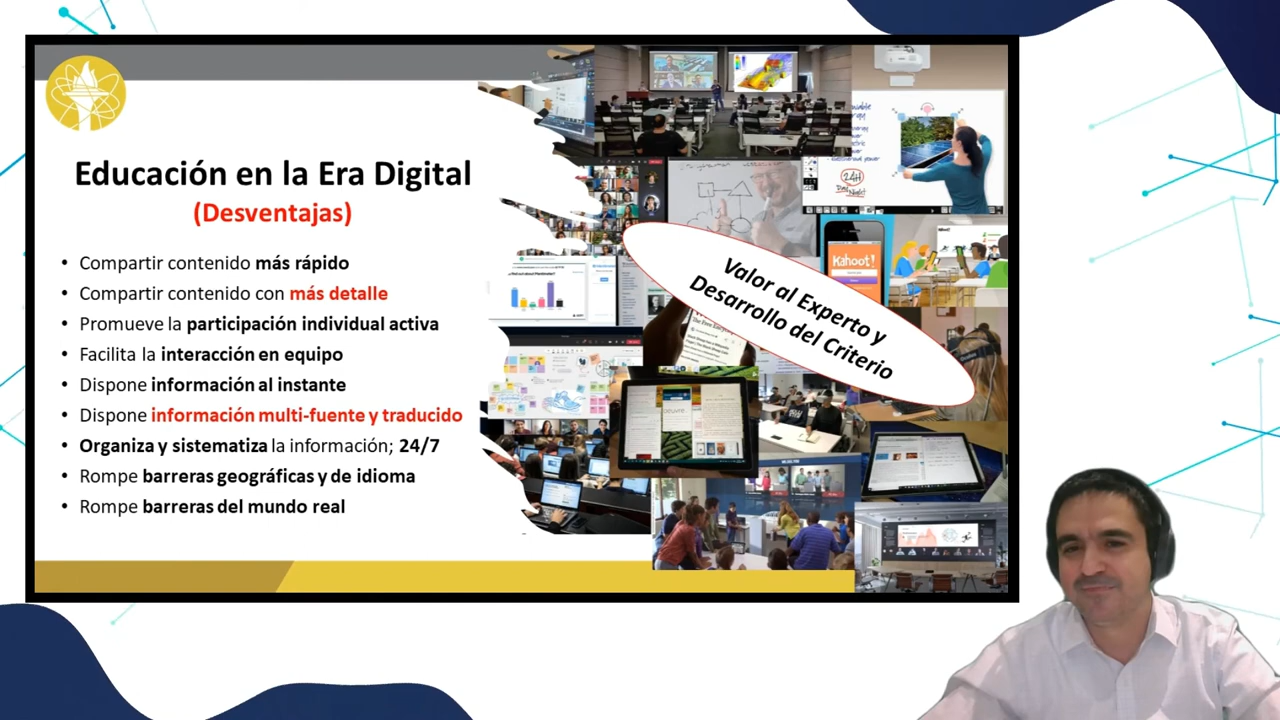 Educación en la Era Digital
(Desventajas)
• Compartir contenido más rápido
• Compartir contenido con más detalle
• Promueve la participación individual activa
• Facilita la interacción en equipo
• Dispone información al instante
• Dispone información multi-fuente y traducido
• Organiza y sistematiza la información; 24/7
• Rompe barreras geográficas y de idioma
• Rompe barreras del mundo real
Valor al Experto y
Desarrollo del Criterio
Kahoot!
24H
Day
Night